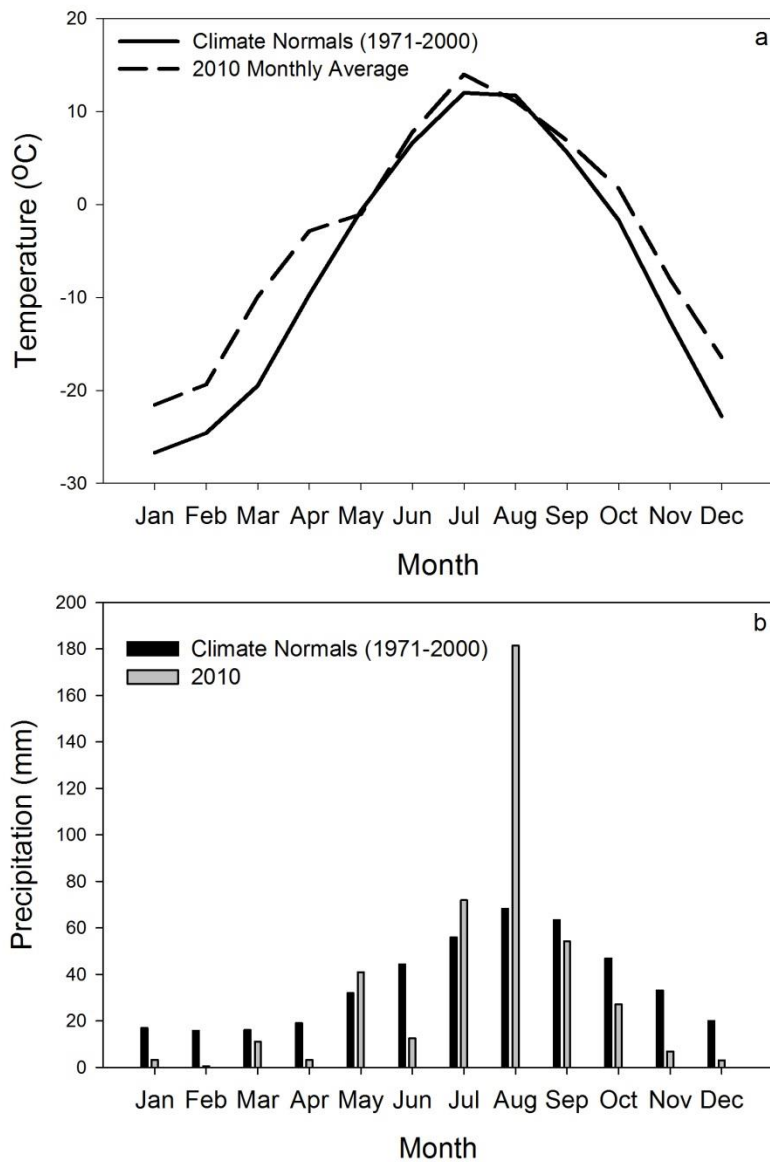 a
Climate Normals (1971-2000)
2010 Monthly Average
20
10
0
-10
-20
-30
Temperature (ºC)
Jan Feb Mar Apr May Jun Jul Aug Sep Oct Nov Dec
Month
b
Climate Normals (1971-2000)
2010
200
180
160
140
120
100
80
60
40
20
0
Precipitation (mm)
Jan Feb Mar Apr May Jun Jul Aug Sep Oct Nov Dec
Month